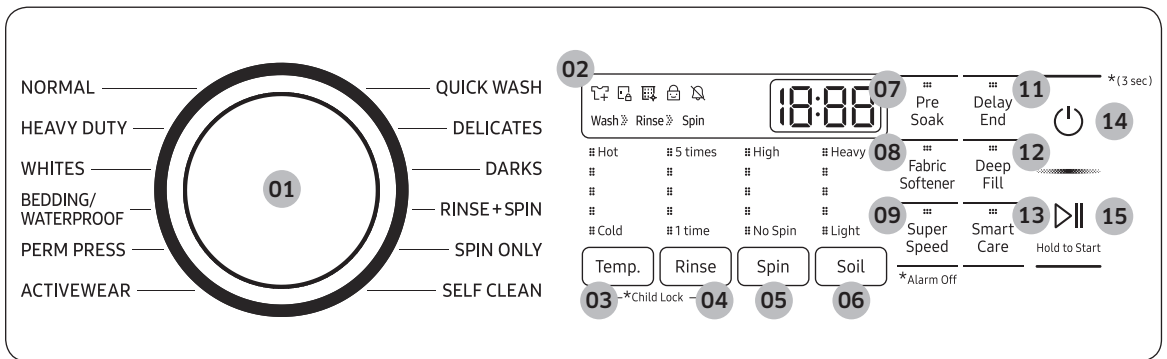 NORMAL
HEAVY DUTY
WHITES
BEDDING/
WATERPROOF
PERM PRESS
ACTIVEWEAR
01
QUICK WASH
DELICATES
DARKS
RINSE+SPIN
SPIN ONLY
SELF CLEAN
02
18:88
Wash Rinse Spin
Hot 5 times High Heavy
Cold 1 time No Spin Light
Temp. Rinse Spin Soil
03 *Child Lock 04 05 06
07
Pre
Soak
08
Fabric
Softener
09
Super
Speed
*Alarm Off
11
Delay
End
12
Deep
Fill
13
Smart
Care
*(3 sec)
14
15
Hold to Start